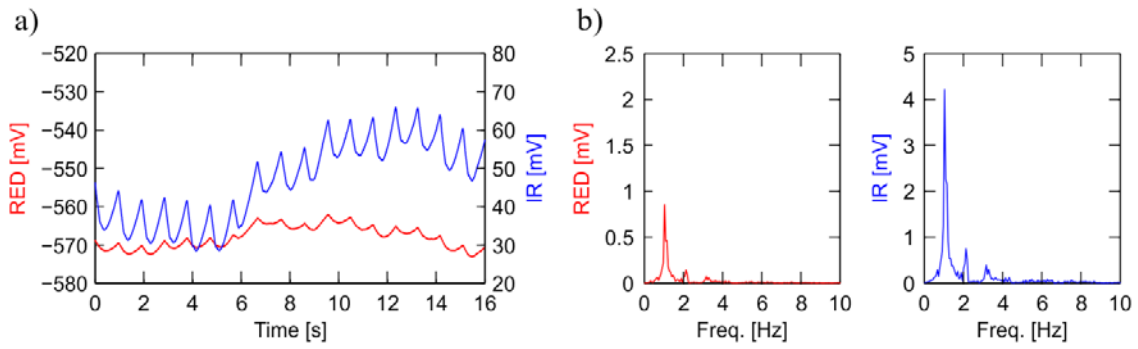 a)
b)
RED [mV]
−520
−530
−540
−550
−560
−570
−580
80
70
60
50
40
30
20
IR [mV]
0 2 4 6 8 10 12 14 16
Time [s]
RED [mV]
2.5
2
1.5
1
0.5
0
0 2 4 6 8 10
Freq. [Hz]
IR [mV]
5
4
3
2
1
0
0 2 4 6 8 10
Freq. [Hz]